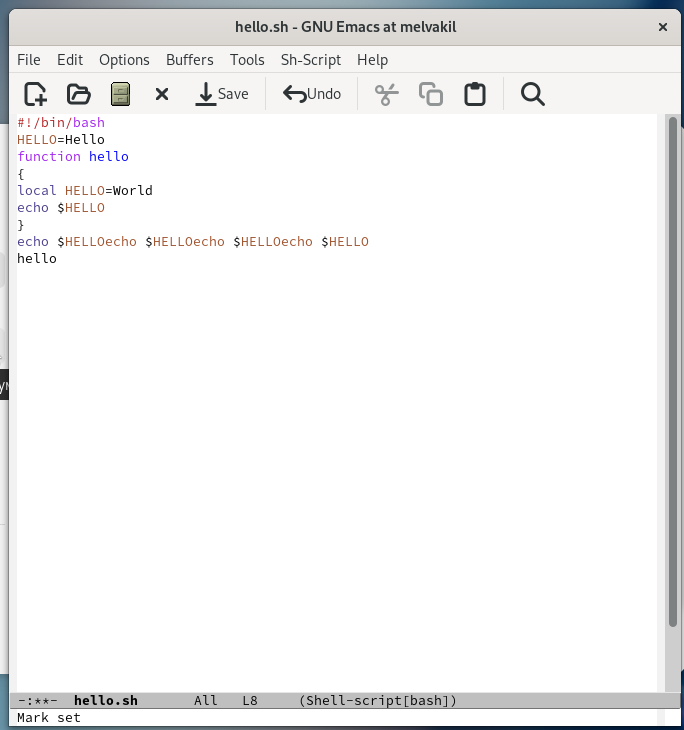 hello.sh - GNU Emacs at melvakil
File Edit Options Buffers Tools Sh-Script Help
Save Undo
#!/bin/bash
HELLO=Hello
function hello
{
local HELLO=World
echo $HELLO
}
echo $HELLOecho $HELLOecho $HELLOecho $HELLO
hello
-:**- hello.sh All L8 (Shell-script[bash])
Mark set